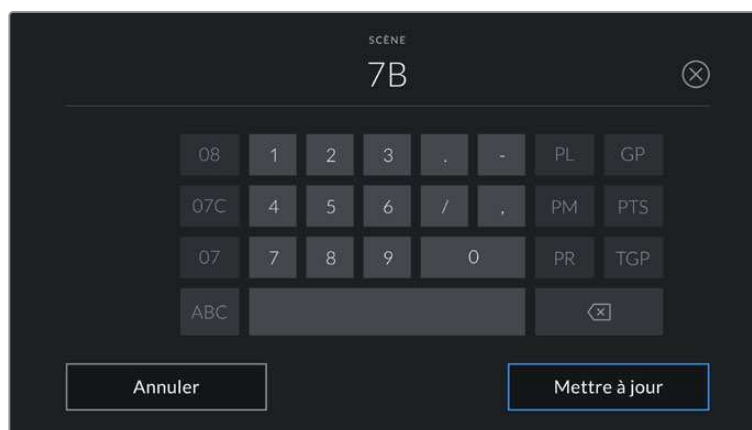 SCÈNE
7B
08 1 2 3 . - PL GP
07C 4 5 6 / , PM PTS
07 7 8 9 0 PR TGP
ABC
Annuler Mettre à jour